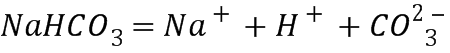 NaHCO₃ = Na⁺ + H⁺ + CO₃²⁻